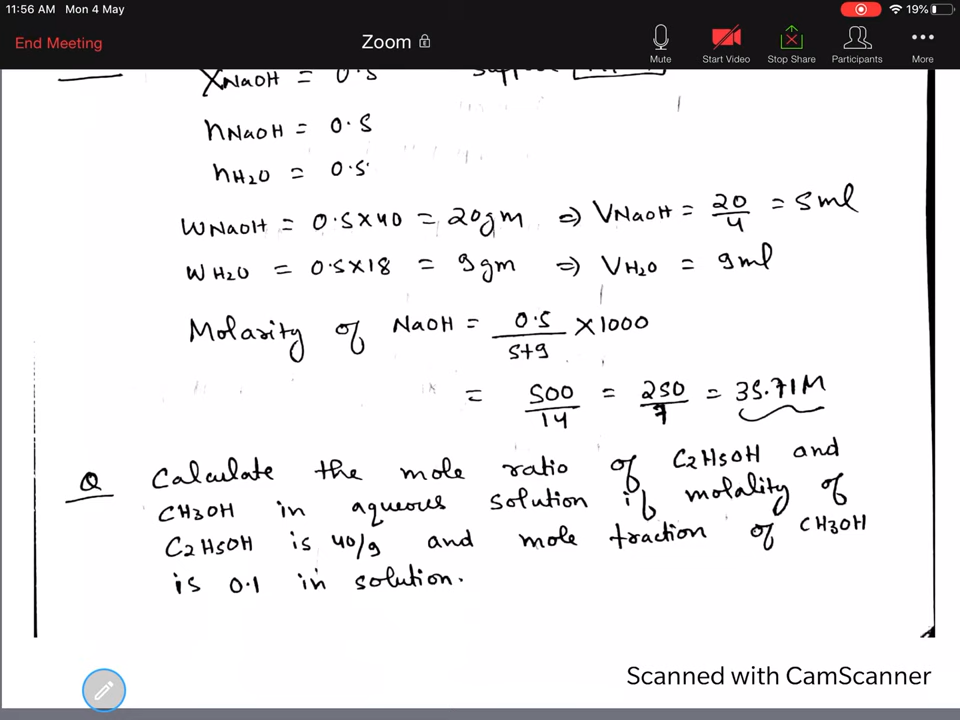 11:56 AM Mon 4 May
19%
End Meeting
Zoom
Mute
Start Video
Stop Share
Participants
More
XNaOH = 0.5
nNaOH = 0.5
nH2O = 0.5
WNaOH = 0.5×40 = 20gm ⇒ VNaOH = 20/4 = 5ml
WH2O = 0.5×18 = 9gm ⇒ VH2O = 9ml
Molarity of NaOH = 0.5/5+9 ×1000
= 500/14 = 250/7 = 35.71M
Q Calculate the mole ratio of C2H5OH and
CH3OH in aqueous solution if molality of
C2H5OH is 40/9 and mole fraction of CH3OH
is 0.1 in solution.
Scanned with CamScanner